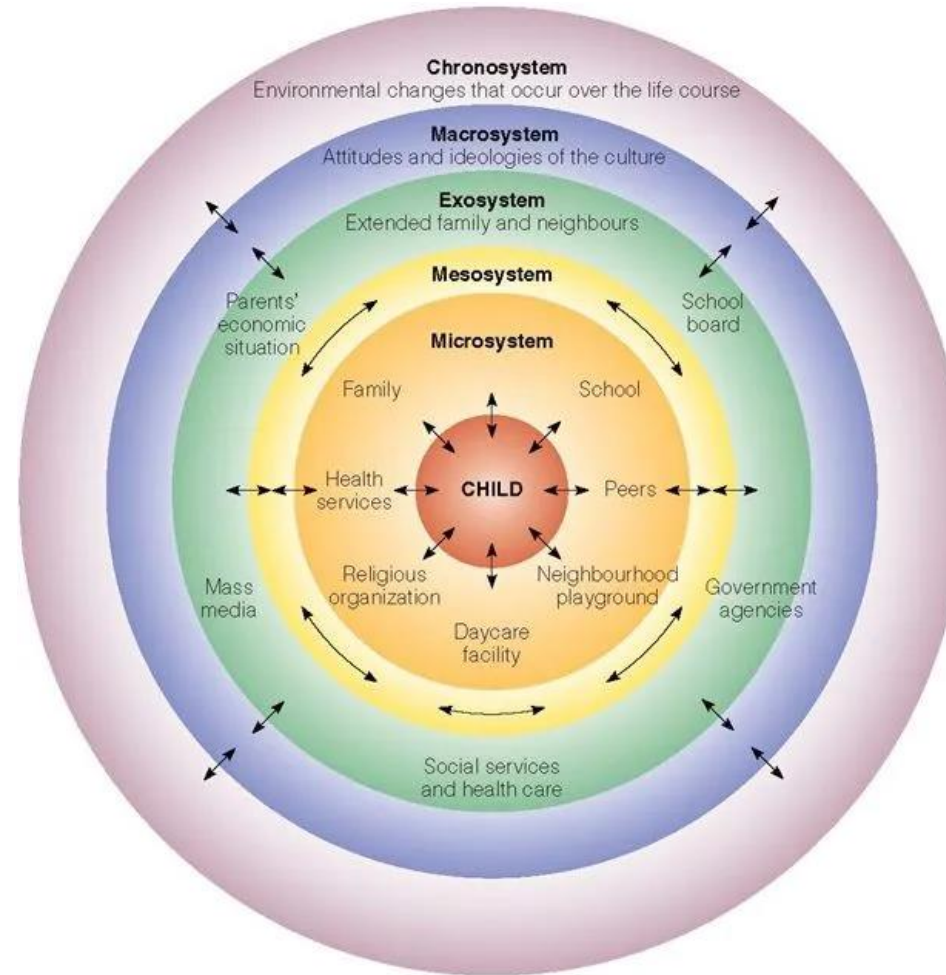 Chronosystem
Environmental changes that occur over the life course
Macrosystem
Attitudes and ideologies of the culture
Exosystem
Extended family and neighbours
Mesosystem
Parents'
economic
situation
School
board
Microsystem
Family
School
Health
services
CHILD
Peers
Religious
organization
Neighbourhood
playground
Mass
media
Government
agencies
Daycare
facility
Social services
and health care